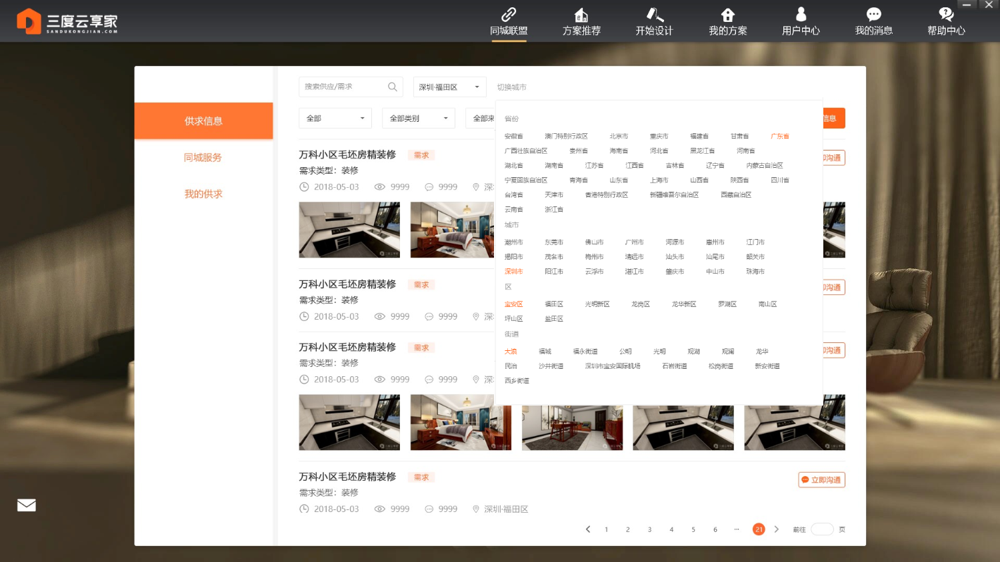 三度云享家
SANDUKONGJIAN.COM
同城联盟
方案推荐
开始设计
我的方案
用户中心
我的消息
帮助中心
供求信息
同城服务
我的供求
搜索供应/需求
深圳·福田区
切换城市
全部
全部类别
全部来
信息
省份
安徽省 澳门特别行政区 北京市 重庆市 福建省 甘肃省 广东省
广西壮族自治区 贵州省 海南省 河北省 黑龙江省 河南省
湖北省 湖南省 江苏省 江西省 吉林省 辽宁省 内蒙古自治区
宁夏回族自治区 青海省 山东省 上海市 山西省 陕西省 四川省
台湾省 天津市 香港特别行政区 新疆维吾尔自治区 西藏自治区
云南省 浙江省
城市
潮州市 东莞市 佛山市 广州市 河源市 惠州市 江门市
揭阳市 茂名市 梅州市 清远市 汕头市 汕尾市 韶关市
深圳市 阳江市 云浮市 湛江市 肇庆市 中山市 珠海市
区
宝安区 福田区 光明新区 龙岗区 龙华新区 罗湖区 南山区
坪山区 盐田区
街道
大浪 福城 福永街道 公明 光明 观湖 观澜 龙华
民治 沙井街道 深圳市宝安国际机场 石岩街道 松岗街道 新安街道
西乡街道
万科小区毛坯房精装修 需求
即沟通
需求类型：装修
2018-05-03 9999 9999 深
万科小区毛坯房精装修 需求
即沟通
需求类型：装修
2018-05-03 9999 9999 深
万科小区毛坯房精装修 需求
即沟通
需求类型：装修
2018-05-03 9999 9999 深
万科小区毛坯房精装修 需求
立即沟通
需求类型：装修
2018-05-03 9999 9999 深圳·福田区
1 2 3 4 5 6 ··· 21 前往 页